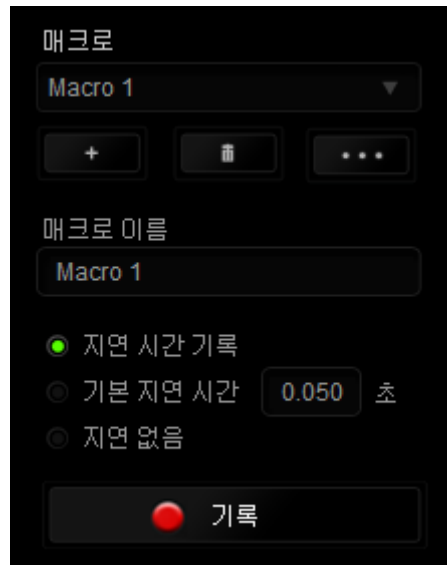 매크로
Macro 1
매크로 이름
Macro 1
지연 시간 기록
기본 지연 시간 0.050 초
지연 없음
기록